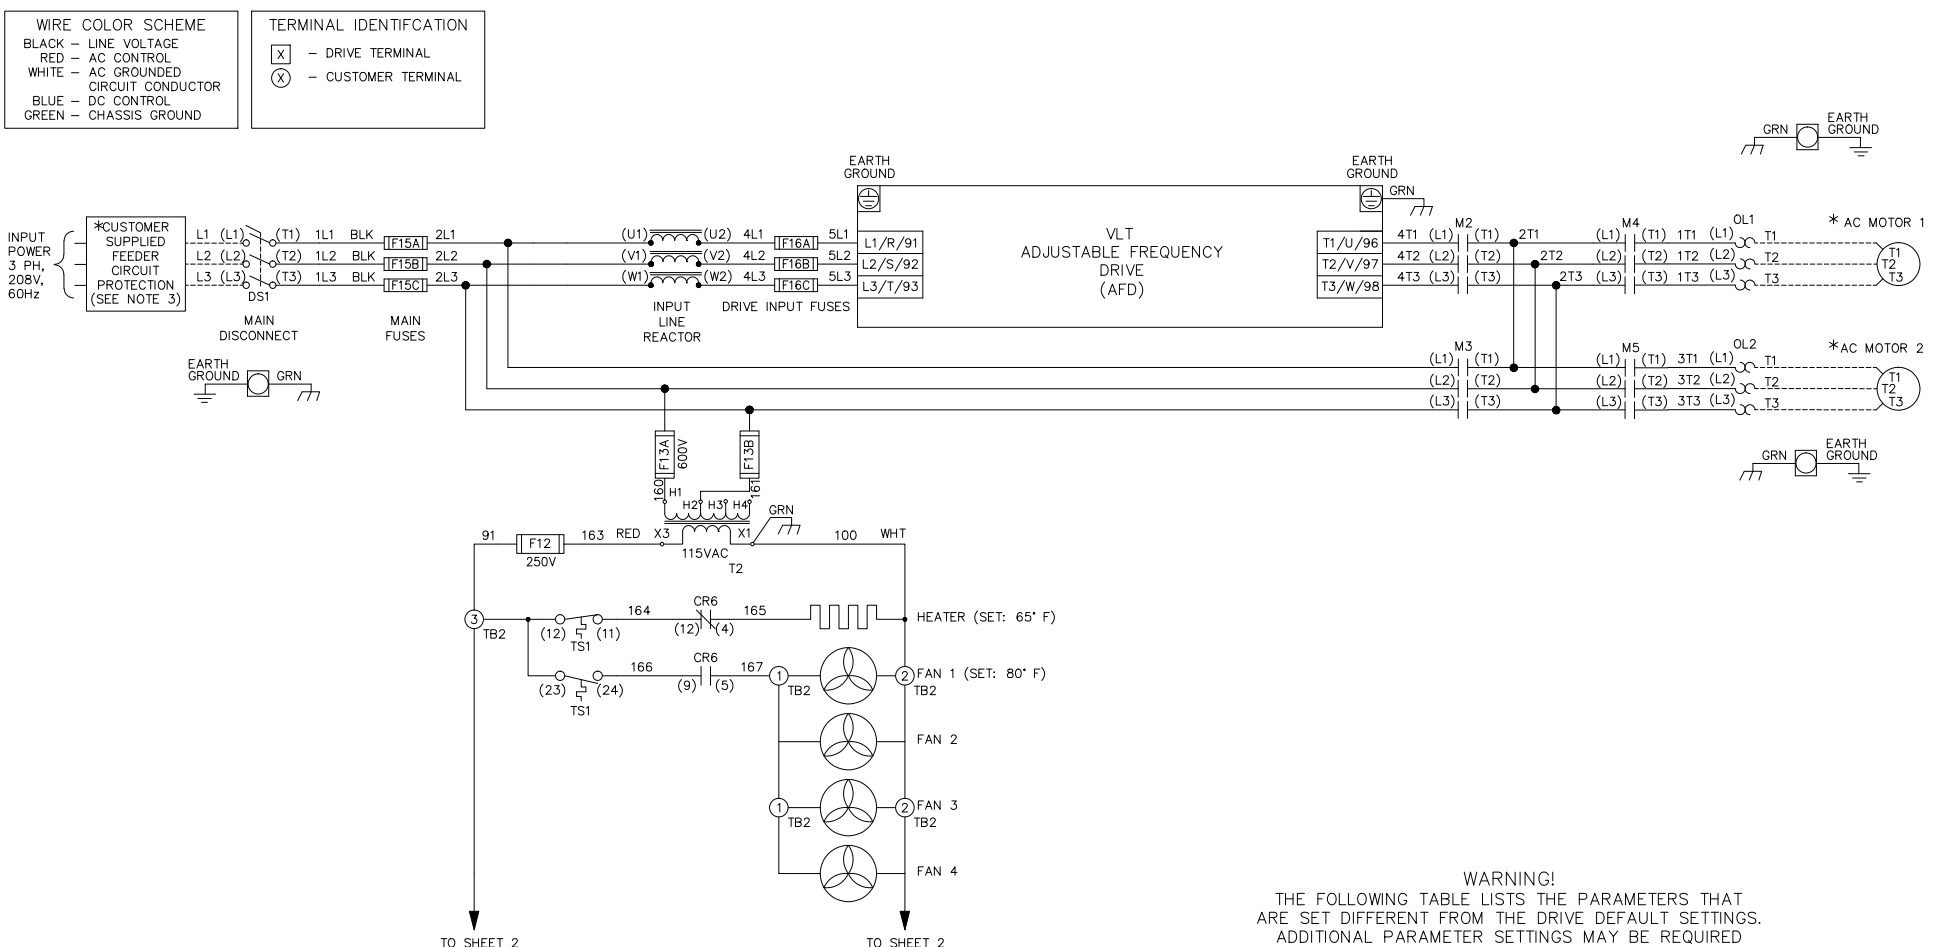 WIRE COLOR SCHEME
BLACK – LINE VOLTAGE
RED – AC CONTROL
WHITE – AC GROUNDED
CIRCUIT CONDUCTOR
BLUE – DC CONTROL
GREEN – CHASSIS GROUND
TERMINAL IDENTIFCATION
X – DRIVE TERMINAL
X – CUSTOMER TERMINAL
GRN
EARTH
GROUND
INPUT
POWER
3 PH,
208V,
60Hz
*CUSTOMER
SUPPLIED
FEEDER
CIRCUIT
PROTECTION
(SEE NOTE 3)
L1 (L1) (T1) 1L1 BLK F15A 2L1
L2 (L2) (T2) 1L2 BLK F15B 2L2
L3 (L3) (T3) 1L3 BLK F15C 2L3
DS1
MAIN
DISCONNECT
MAIN
FUSES
EARTH
GROUND
GRN
(U1) (U2) 4L1 F16A 5L1
(V1) (V2) 4L2 F16B 5L2
(W1) (W2) 4L3 F16C 5L3
INPUT
LINE
REACTOR
DRIVE INPUT FUSES
EARTH
GROUND
EARTH
GROUND
GRN
L1/R/91
L2/S/92
L3/T/93
VLT
ADJUSTABLE FREQUENCY
DRIVE
(AFD)
T1/U/96
T2/V/97
T3/W/98
M2 M4 OL1 * AC MOTOR 1
4T1 (L1) (T1) 2T1 (L1) (T1) 1T1 (L1) T1
4T2 (L2) (T2) 2T2 (L2) (T2) 1T2 (L2) T2
4T3 (L3) (T3) 2T3 (L3) (T3) 1T3 (L3) T3
T1
T2
T3
M3 M5 OL2 *AC MOTOR 2
(L1) (T1) (L1) (T1) 3T1 (L1) T1
(L2) (T2) (L2) (T2) 3T2 (L2) T2
(L3) (T3) (L3) (T3) 3T3 (L3) T3
T1
T2
T3
GRN
EARTH
GROUND
F13A
600V
F13B
160
161
H1
H2 H3 H4
GRN
91 F12 163 RED X3 X1 100 WHT
250V
115VAC
T2
3
TB2
164 CR6 165
(12) (11) (12) (4)
TS1
HEATER (SET: 65° F)
166 CR6 167
(23) (24) (9) (5)
TS1
1
TB2
2
TB2
FAN 1 (SET: 80° F)
FAN 2
1
TB2
2
TB2
FAN 3
FAN 4
TO SHEET 2
TO SHEET 2
WARNING!
THE FOLLOWING TABLE LISTS THE PARAMETERS THAT
ARE SET DIFFERENT FROM THE DRIVE DEFAULT SETTINGS.
ADDITIONAL PARAMETER SETTINGS MAY BE REQUIRED